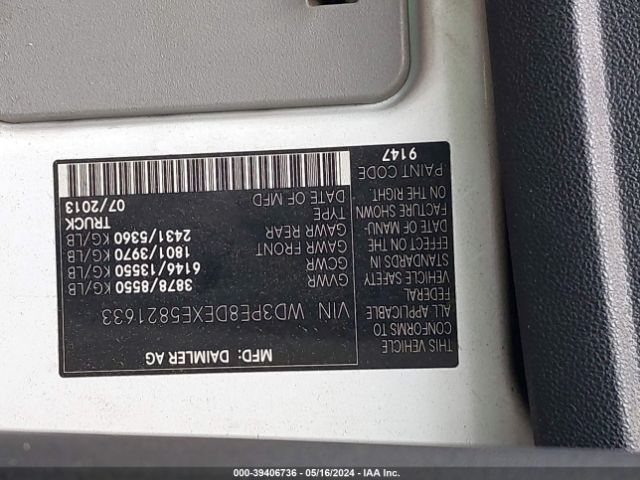 MFD: DAIMLER AG
VIN WD3PE8DEXE5821633
GVWR 3878/8550 KG/LB
GCWR 6146/13550 KG/LB
GAWR FRONT 1801/3970 KG/LB
GAWR REAR 2431/5360 KG/LB
TYPE TRUCK
DATE OF MFD 07/2013
THIS VEHICLE
CONFORMS TO
ALL APPLICABLE
FEDERAL
VEHICLE SAFETY
STANDARDS IN
EFFECT ON THE
DATE OF MANU-
FACTURE SHOWN
ON THE RIGHT.
PAINT CODE
9147
000-39406736 - 05/16/2024 - IAA Inc.